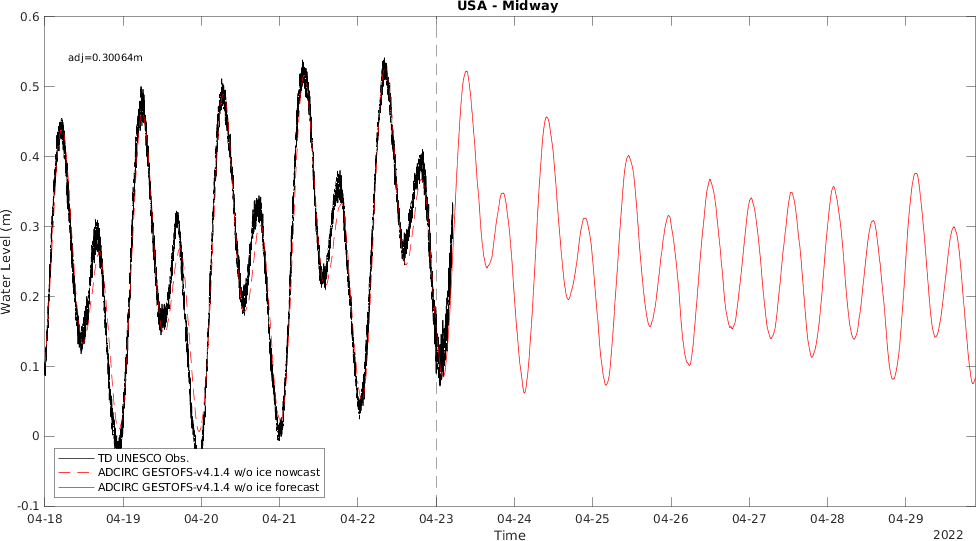 USA - Midway
0.6
0.5
0.4
0.3
0.2
0.1
0
-0.1
Water Level (m)
adj=0.30064m
TD UNESCO Obs.
ADCIRC GESTOFS-v4.1.4 w/o ice nowcast
ADCIRC GESTOFS-v4.1.4 w/o ice forecast
04-18 04-19 04-20 04-21 04-22 04-23 04-24 04-25 04-26 04-27 04-28 04-29
Time
2022